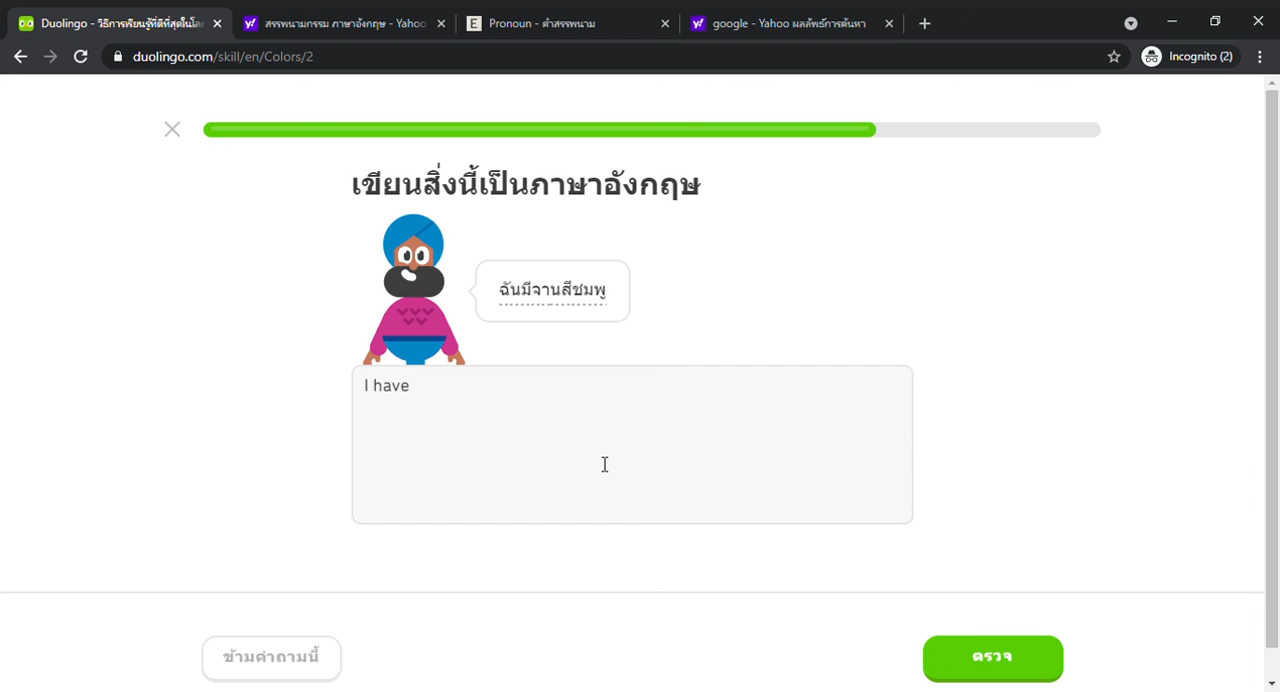 Duolingo - วิธีการเรียนรู้ที่ดีที่สุดในโล
สรรพนามกรรม ภาษาอังกฤษ - Yahoo
Pronoun - คำสรรพนาม
google - Yahoo ผลลัพธ์การค้นหา
duolingo.com/skill/en/Colors/2
Incognito (2)
เขียนสิ่งนี้เป็นภาษาอังกฤษ
ฉันมีจานสีชมพู
I have
ข้ามคำถามนี้
ตรวจ